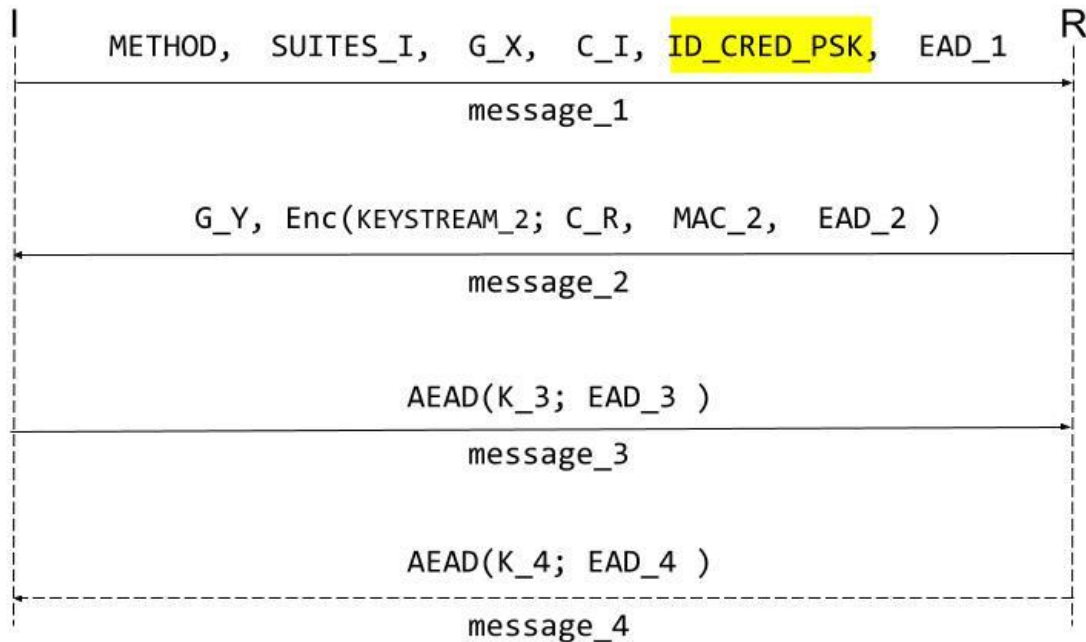 I R
METHOD, SUITES_I, G_X, C_I, ID_CRED_PSK, EAD_1
message_1
G_Y, Enc(KEYSTREAM_2; C_R, MAC_2, EAD_2 )
message_2
AEAD(K_3; EAD_3 )
message_3
AEAD(K_4; EAD_4 )
message_4